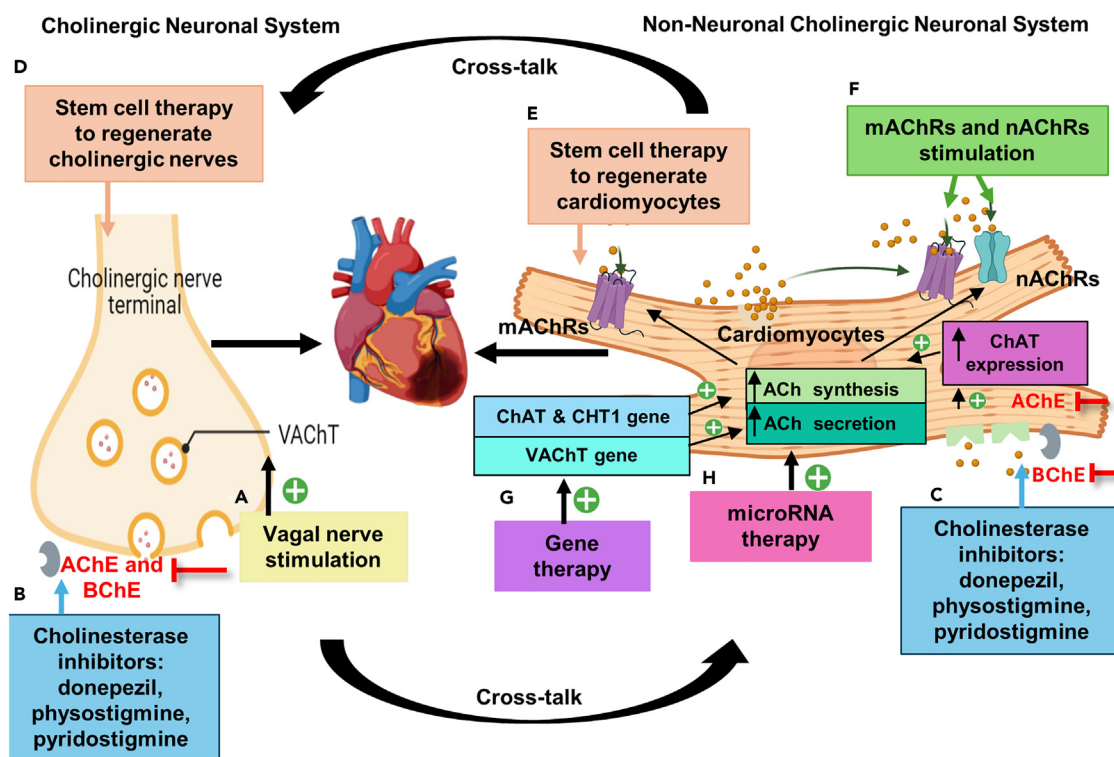 Cholinergic Neuronal System
Non-Neuronal Cholinergic Neuronal System
Cross-talk
D
Stem cell therapy
to regenerate
cholinergic nerves
E
Stem cell therapy
to regenerate
cardiomyocytes
F
mAChRs and nAChRs
stimulation
Cholinergic nerve
terminal
mAChRs
Cardiomyocytes
nAChRs
ChAT
expression
ACh synthesis
ACh secretion
ChAT & CHT1 gene
VAChT gene
AChE
BChE
VAChT
A
Vagal nerve
stimulation
G
Gene
therapy
H
microRNA
therapy
C
Cholinesterase
inhibitors:
donepezil,
physostigmine,
pyridostigmine
AChE and
BChE
B
Cholinesterase
inhibitors:
donepezil,
physostigmine,
pyridostigmine
Cross-talk